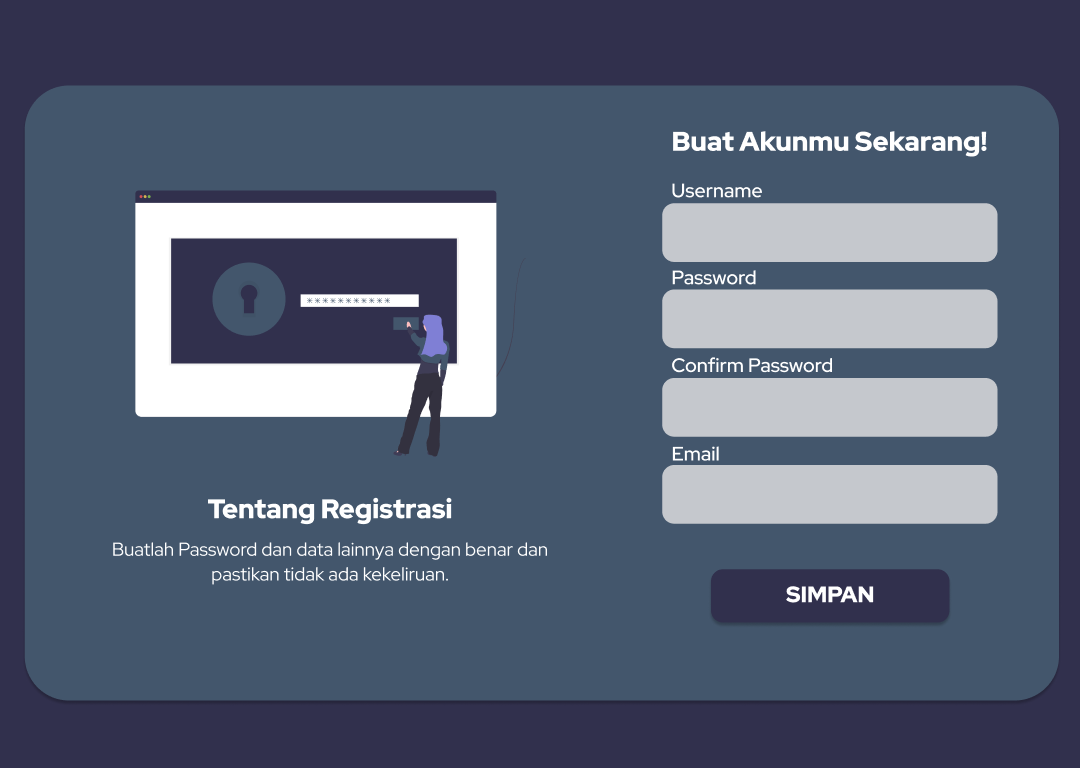 Buat Akunmu Sekarang!
Username
Password
Confirm Password
Email
SIMPAN
***********
Tentang Registrasi
Buatlah Password dan data lainnya dengan benar dan
pastikan tidak ada kekeliruan.